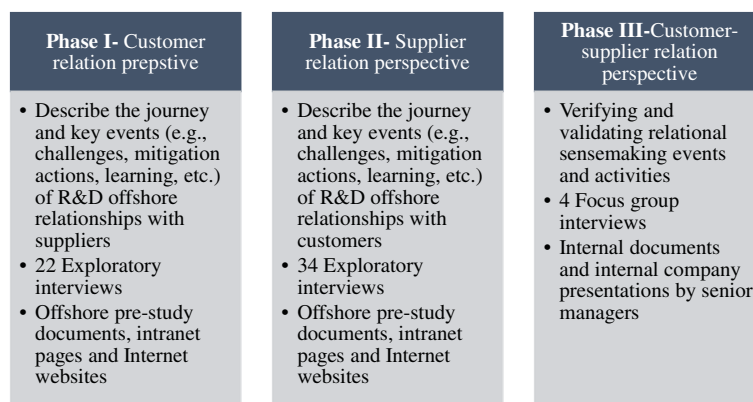 Phase I- Customer
relation prepstive
• Describe the journey
and key events (e.g.,
challenges, mitigation
actions, learning, etc.)
of R&D offshore
relationships with
suppliers
• 22 Exploratory
interviews
• Offshore pre-study
documents, intranet
pages and Internet
websites
Phase II- Supplier
relation perspective
• Describe the journey
and key events (e.g.,
challenges, mitigation
actions, learning, etc.)
of R&D offshore
relationships with
customers
• 34 Exploratory
interviews
• Offshore pre-study
documents, intranet
pages and Internet
websites
Phase III-Customer-
supplier relation
perspective
• Verifying and
validating relational
sensemaking events
and activities
• 4 Focus group
interviews
• Internal documents
and internal company
presentations by senior
managers